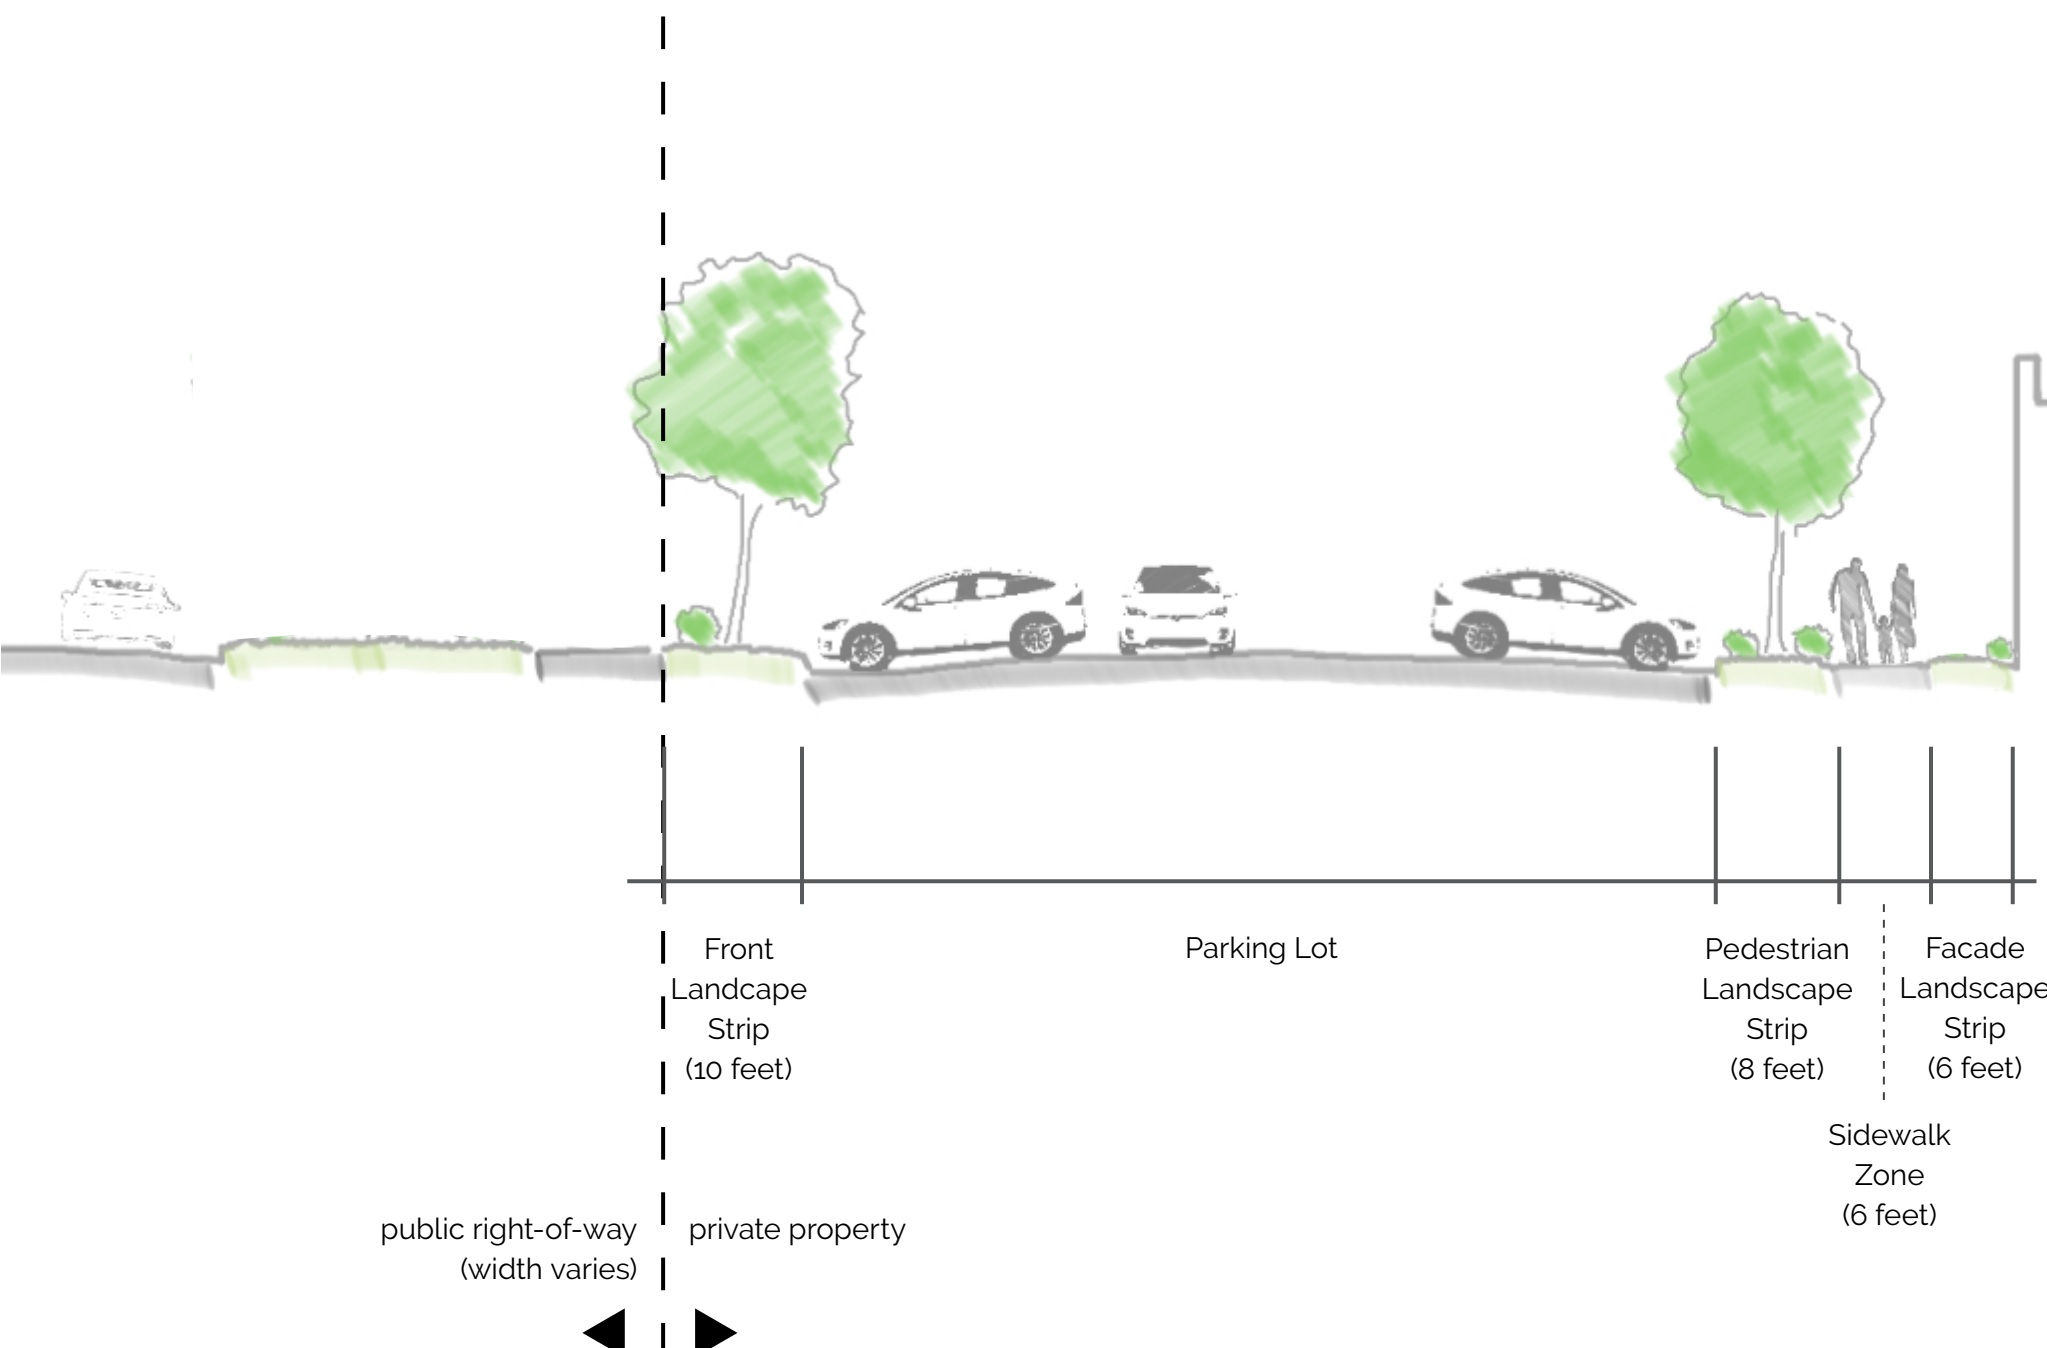 Front
Landcape
Strip
(10 feet)
Parking Lot
Pedestrian
Landscape
Strip
(8 feet)
Facade
Landscape
Strip
(6 feet)
Sidewalk
Zone
(6 feet)
public right-of-way
(width varies)
private property